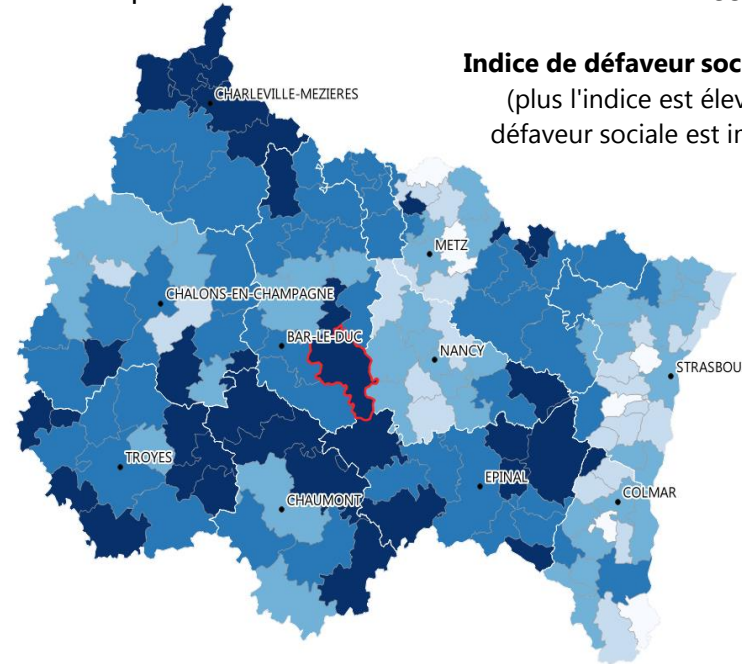 Indice de défaveur soc
(plus l'indice est élev
défaveur sociale est in
CHARLEVILLE-MEZIERES
METZ
CHALONS-EN-CHAMPAGNE
BAR-LE-DUC
NANCY
STRASBOU
TROYES
EPINAL
CHAUMONT
COLMAR